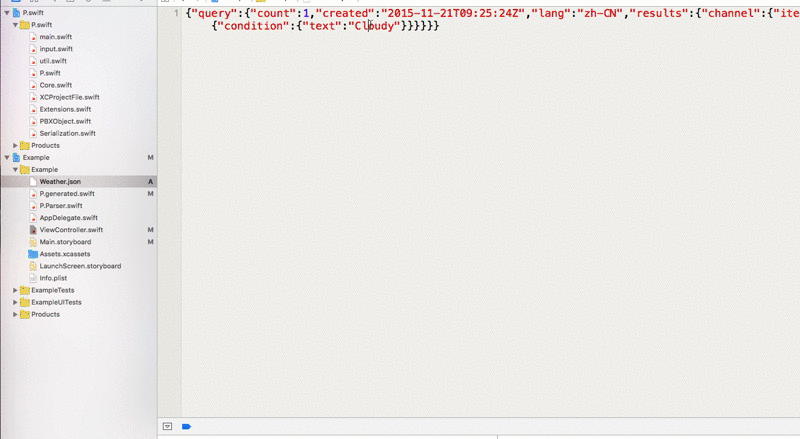 P.swift
P.swift
main.swift
input.swift
util.swift
P.swift
Core.swift
XCProjectFile.swift
Extensions.swift
PBXObject.swift
Serialization.swift
Products
Example M
Example
Weather.json A
P.generated.swift M
P.Parser.swift
AppDelegate.swift
ViewController.swift M
Main.storyboard M
Assets.xcassets
LaunchScreen.storyboard
Info.plist
ExampleTests
ExampleUITests
Products
1 {"query":{"count":1,"created":"2015-11-21T09:25:24Z","lang":"zh-CN","results":{"channel":{"ite
{"condition":{"text":"Cloudy"}}}}}}